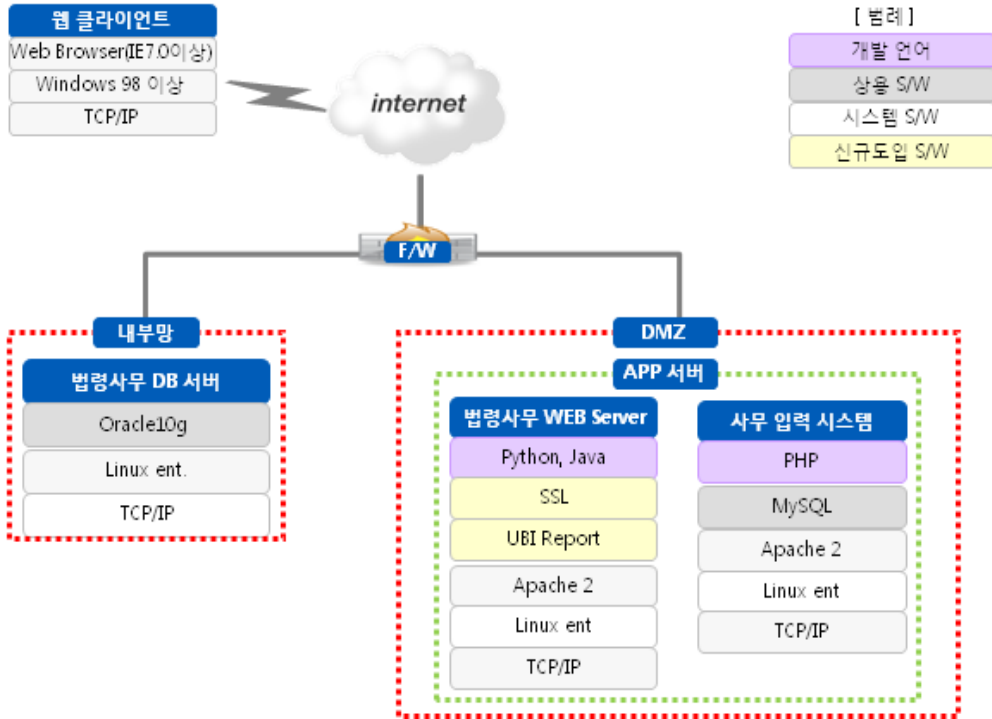 웹 클라이언트
Web Browser(IE7.0이상)
Windows 98 이상
TCP/IP
internet
[ 범례 ]
개발 언어
상용 S/W
시스템 S/W
신규도입 S/W
F/W
내부망
법령사무 DB 서버
Oracle10g
Linux ent.
TCP/IP
DMZ
APP 서버
법령사무 WEB Server
Python, Java
SSL
UBI Report
Apache 2
Linux ent
TCP/IP
사무 입력 시스템
PHP
MySQL
Apache 2
Linux ent
TCP/IP